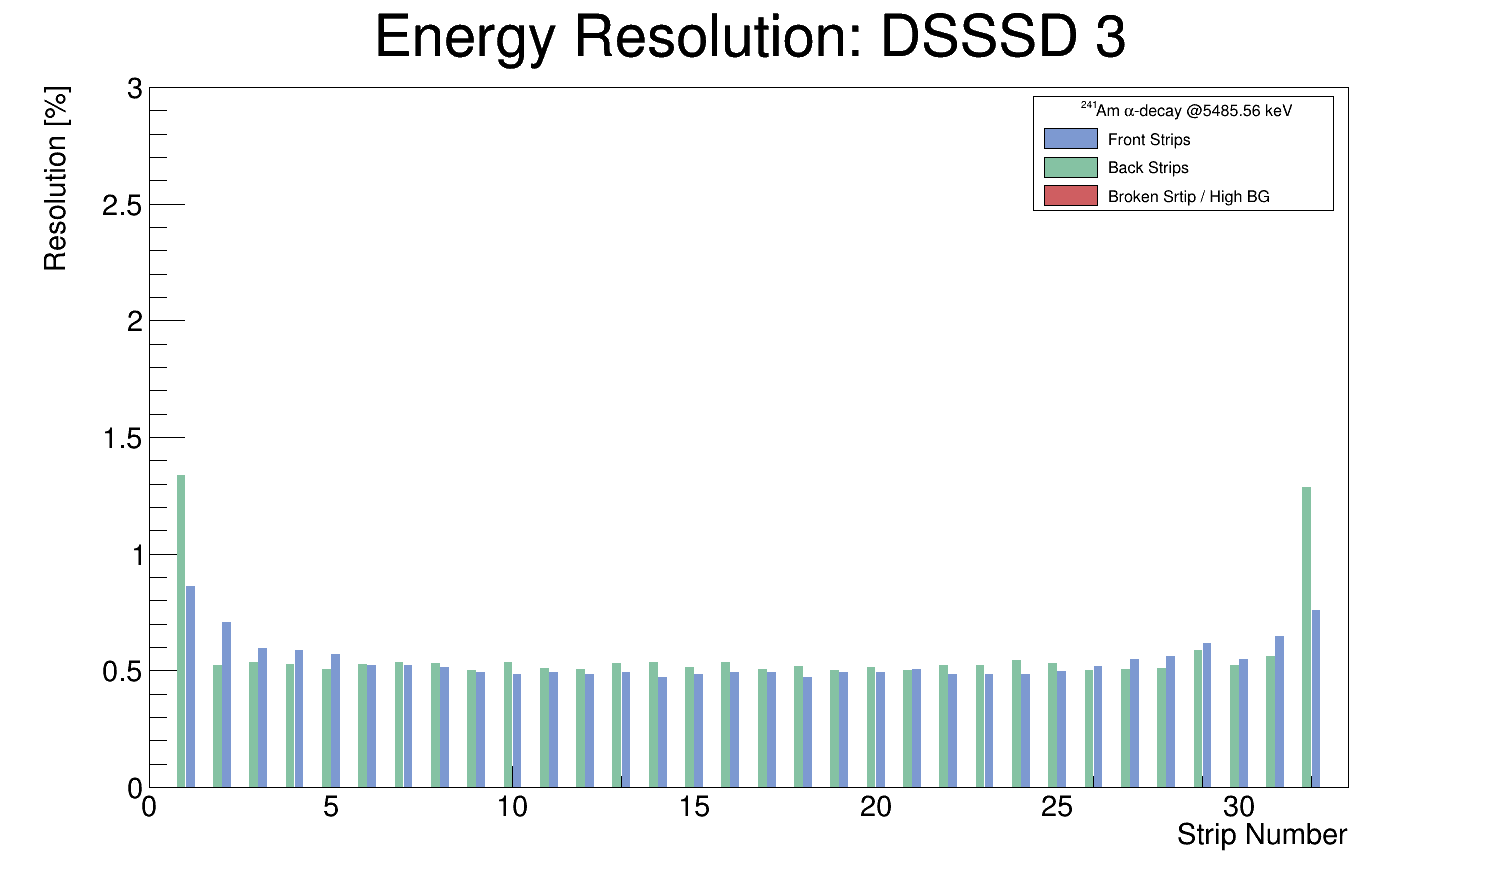 Energy Resolution: DSSSD 3
Resolution [%]
3
2.5
2
1.5
1
0.5
0
241Am α-decay @5485.56 keV
Front Strips
Back Strips
Broken Srtip / High BG
0 5 10 15 20 25 30
Strip Number